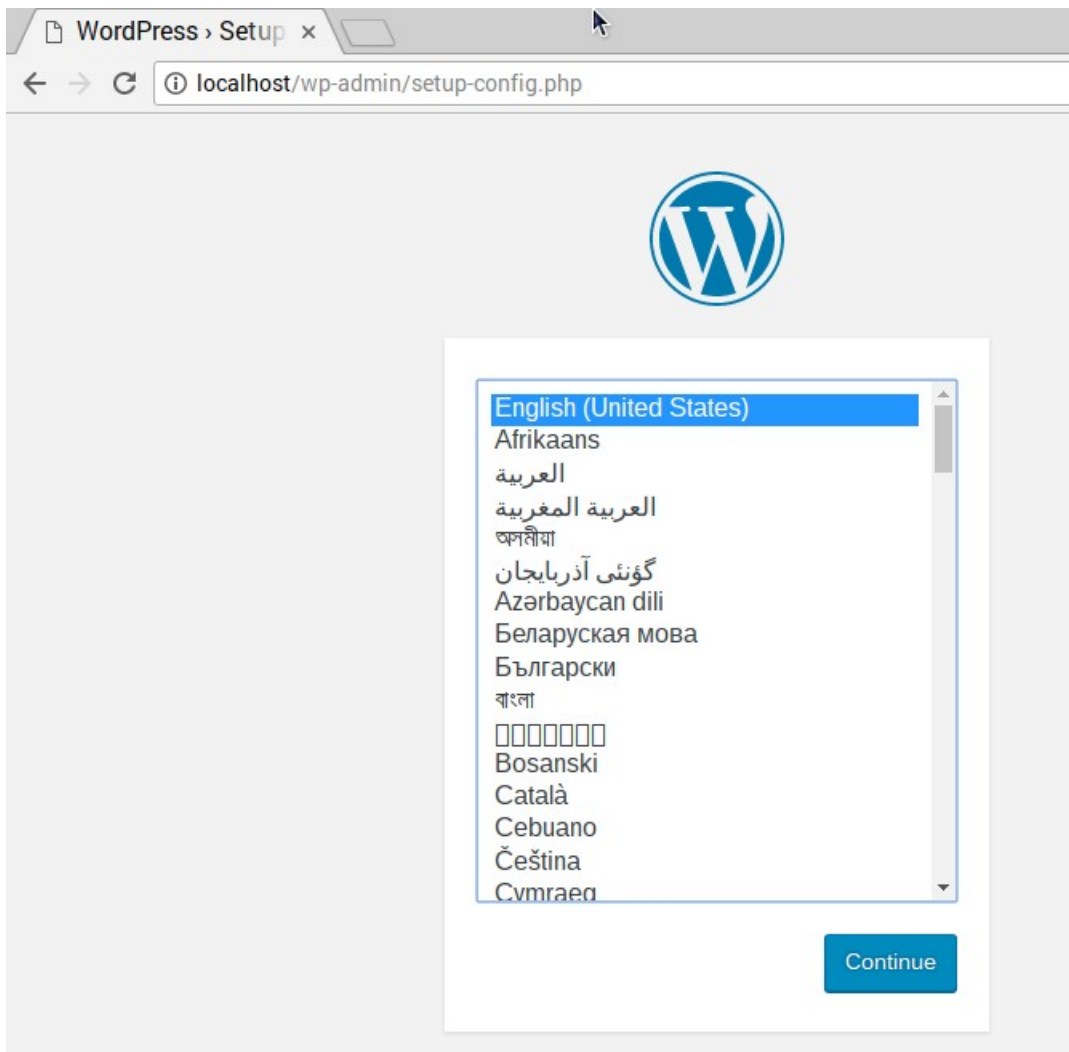 WordPress › Setup
localhost/wp-admin/setup-config.php
English (United States)
Afrikaans
العربية
العربية المغربية
অসমীয়া
گؤنئی آذربایجان
Azərbaycan dili
Беларуская мова
Български
বাংলা
Bosanski
Català
Cebuano
Čeština
Cymraeg
Continue